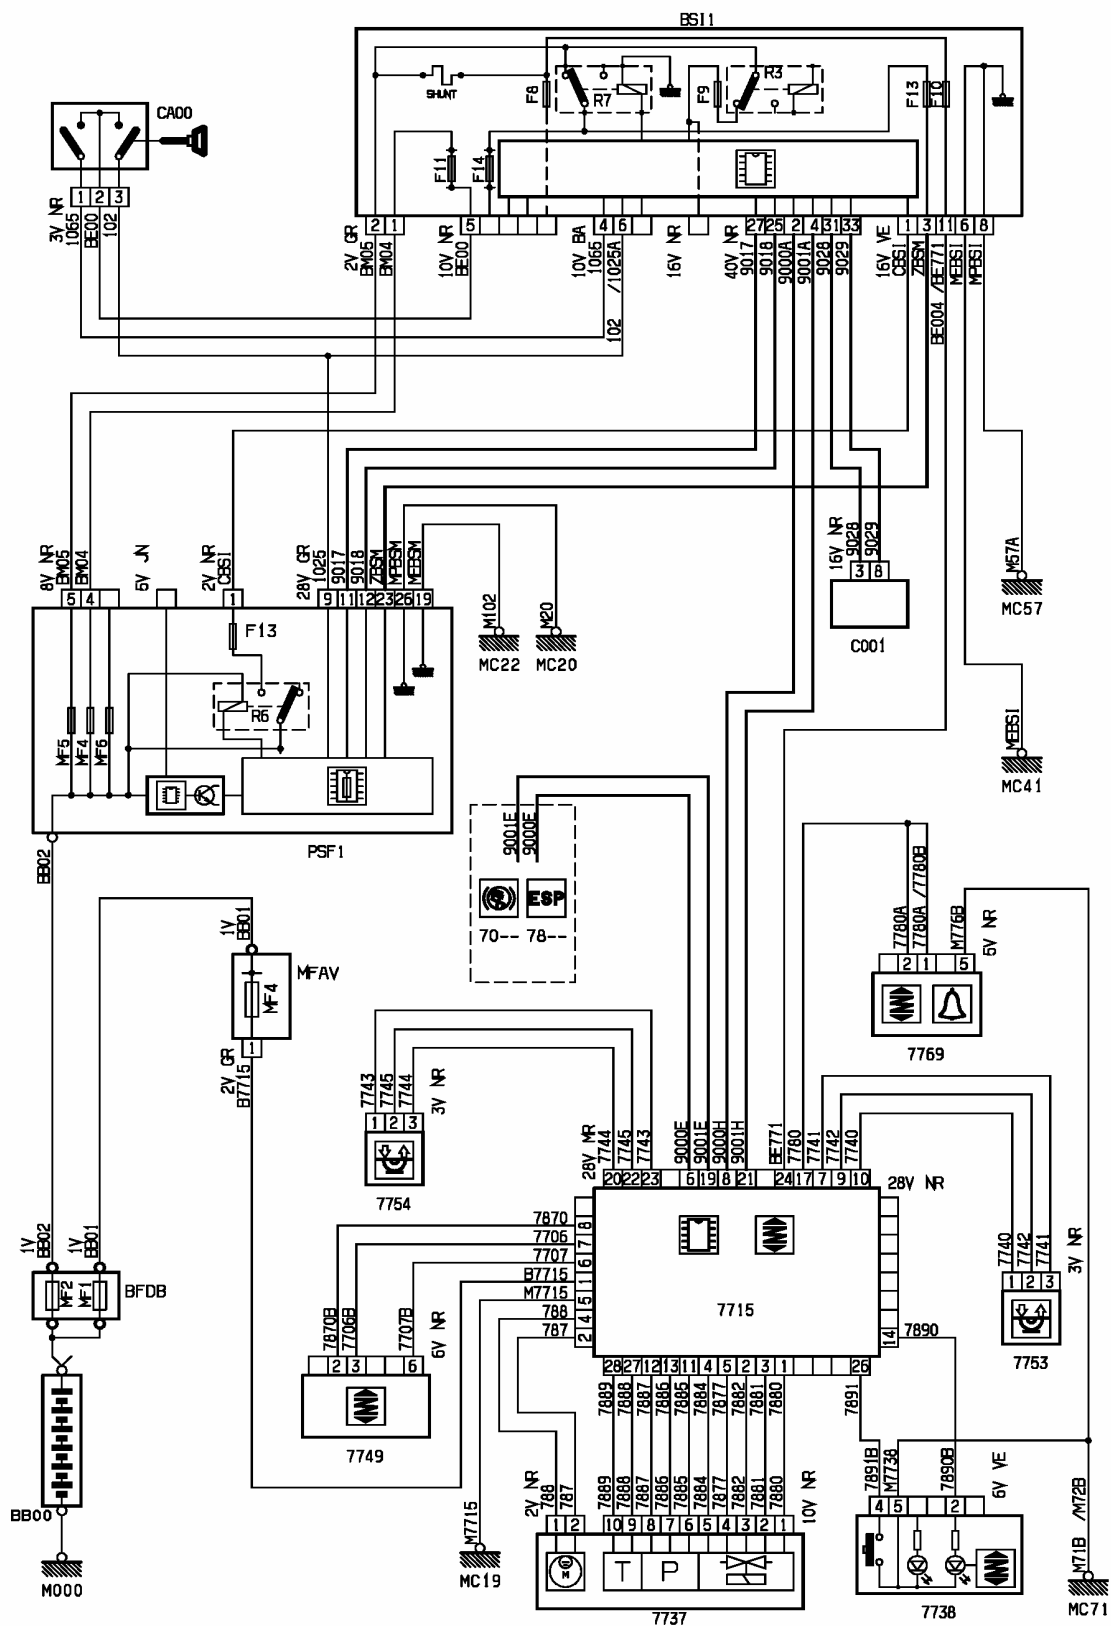 BSI1
CA00
SHUNT
F8
R7
F9
R3
F13
F10
F11
F14
1 2 3
3V NR
1065
BE00
102
2 1
2V GR
BM05
BM04
5
10V NR
BE00
4 6
10V BA
1065
/1025A
102
16V NR
27 25 2 4 31 33
40V NR
9017
9018
9000A
9001A
9028
9029
1 3 11 6 8
16V VE
CBSI
ZBSM
BE004 /BE771
MEBSI
MPBSI
8V NR
BM05
BM04
5V JN
2V NR
CBSI
28V GR
1025
9017
9018
ZBSM
MPBSM
MEBSM
5 4
1
9 11 12 23 26 19
F13
R6
MF5
MF4
MF6
PSF1
M102
MC22
M20
MC20
16V NR
9028
9029
3 8
C001
M57A
MC57
MEBSI
MC41
BB02
9001E
9000E
ESP
70-- 78--
1V
BB01
MFAV
MF4
1
2V GR
B7715
7780A
7780A /7780B
M776B
5V NR
2 1 5
7769
7743
7745
7744
3V NR
1 2 3
7754
28V MR
7744
7745
7743
9000E
9001E
9000H
9001H
BE771
7780
7741
7742
7740
20 22 23 6 19 8 21 24 17 7 9 10
28V NR
7870
7706
7707
B7715
M7715
788
787
8
7
6
1
5
4
2
7715
14
7890
7740
7742
7741
3V NR
1 2 3
7753
1V
BB02
1V
BB01
MF2
MF1
BFDB
7870B
7706B
7707B
6V NR
2 3 6
7749
28 27 12 13 11 4 5 2 3 1 26
7889
7888
7887
7886
7885
7884
7877
7882
7881
7880
7891
BB00
M000
M7715
MC19
2V NR
788
787
7889
7888
7887
7886
7885
7884
7877
7882
7881
7880
10V NR
1 2
10 9 8 7 6 5 4 3 2 1
M
T
P
7737
7891B
M7738
7890B
6V VE
4 5 2
7738
M71B /M72B
MC71